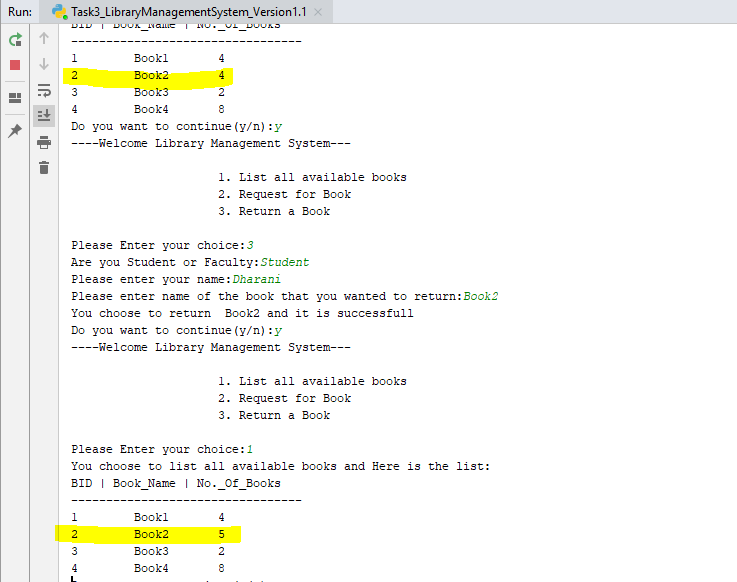 Run: Task3_LibraryManagementSystem_Version1.1
BID | Book_Name | No._Of_Books
---------------------------------
1 Book1 4
2 Book2 4
3 Book3 2
4 Book4 8
Do you want to continue(y/n):y
----Welcome Library Management System---
1. List all available books
2. Request for Book
3. Return a Book
Please Enter your choice:3
Are you Student or Faculty:Student
Please enter your name:Dharani
Please enter name of the book that you wanted to return:Book2
You choose to return  Book2 and it is successfull
Do you want to continue(y/n):y
----Welcome Library Management System---
1. List all available books
2. Request for Book
3. Return a Book
Please Enter your choice:1
You choose to list all available books and Here is the list:
BID | Book_Name | No._Of_Books
---------------------------------
1 Book1 4
2 Book2 5
3 Book3 2
4 Book4 8